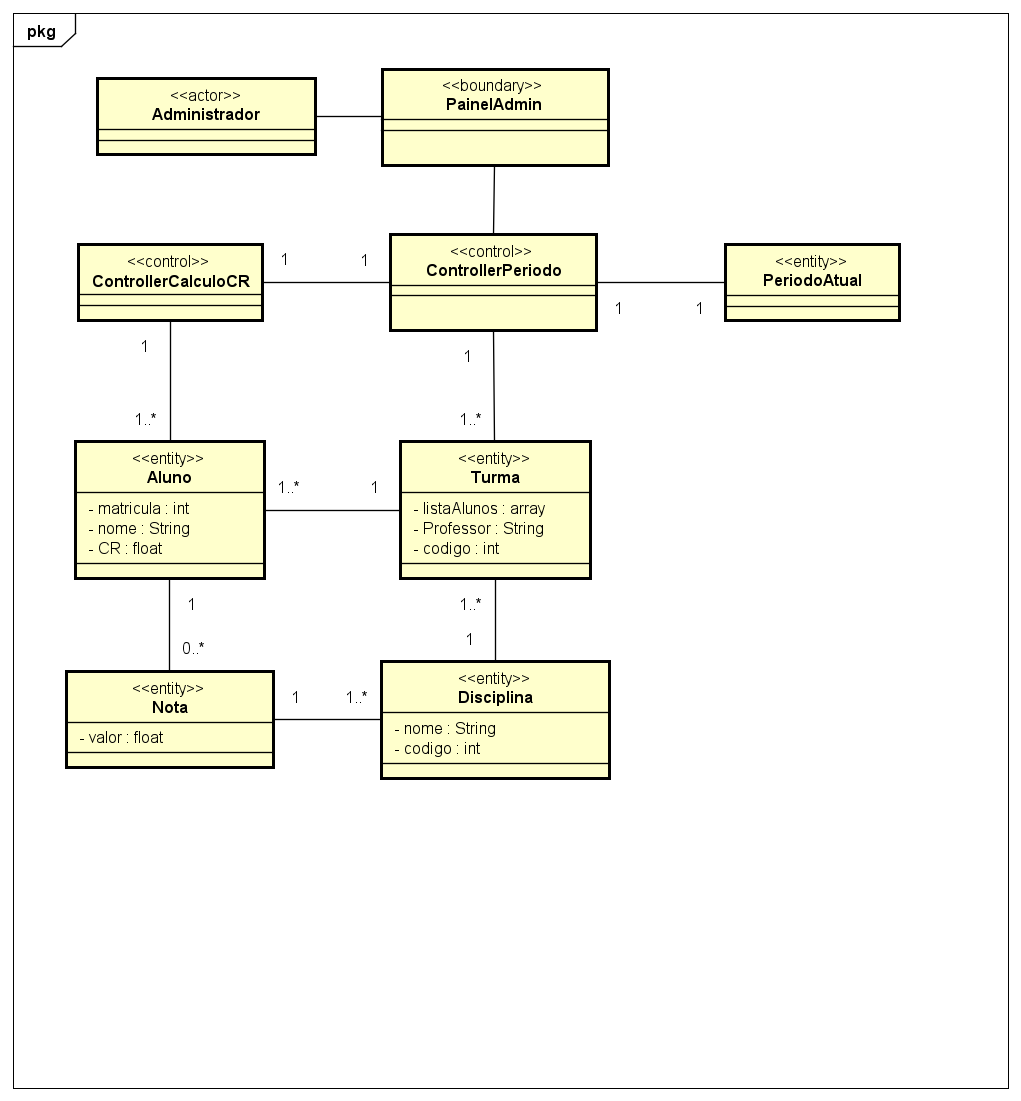 pkg
<<actor>>
Administrador
<<boundary>>
PainelAdmin
<<control>>
ControllerCalculoCR
1
1
<<control>>
ControllerPeriodo
1
1
<<entity>>
PeriodoAtual
1
1..*
1
1..*
<<entity>>
Aluno
- matricula : int
- nome : String
- CR : float
1..*
1
<<entity>>
Turma
- listaAlunos : array
- Professor : String
- codigo : int
1
0..*
1..*
1
<<entity>>
Nota
- valor : float
1
1..*
<<entity>>
Disciplina
- nome : String
- codigo : int